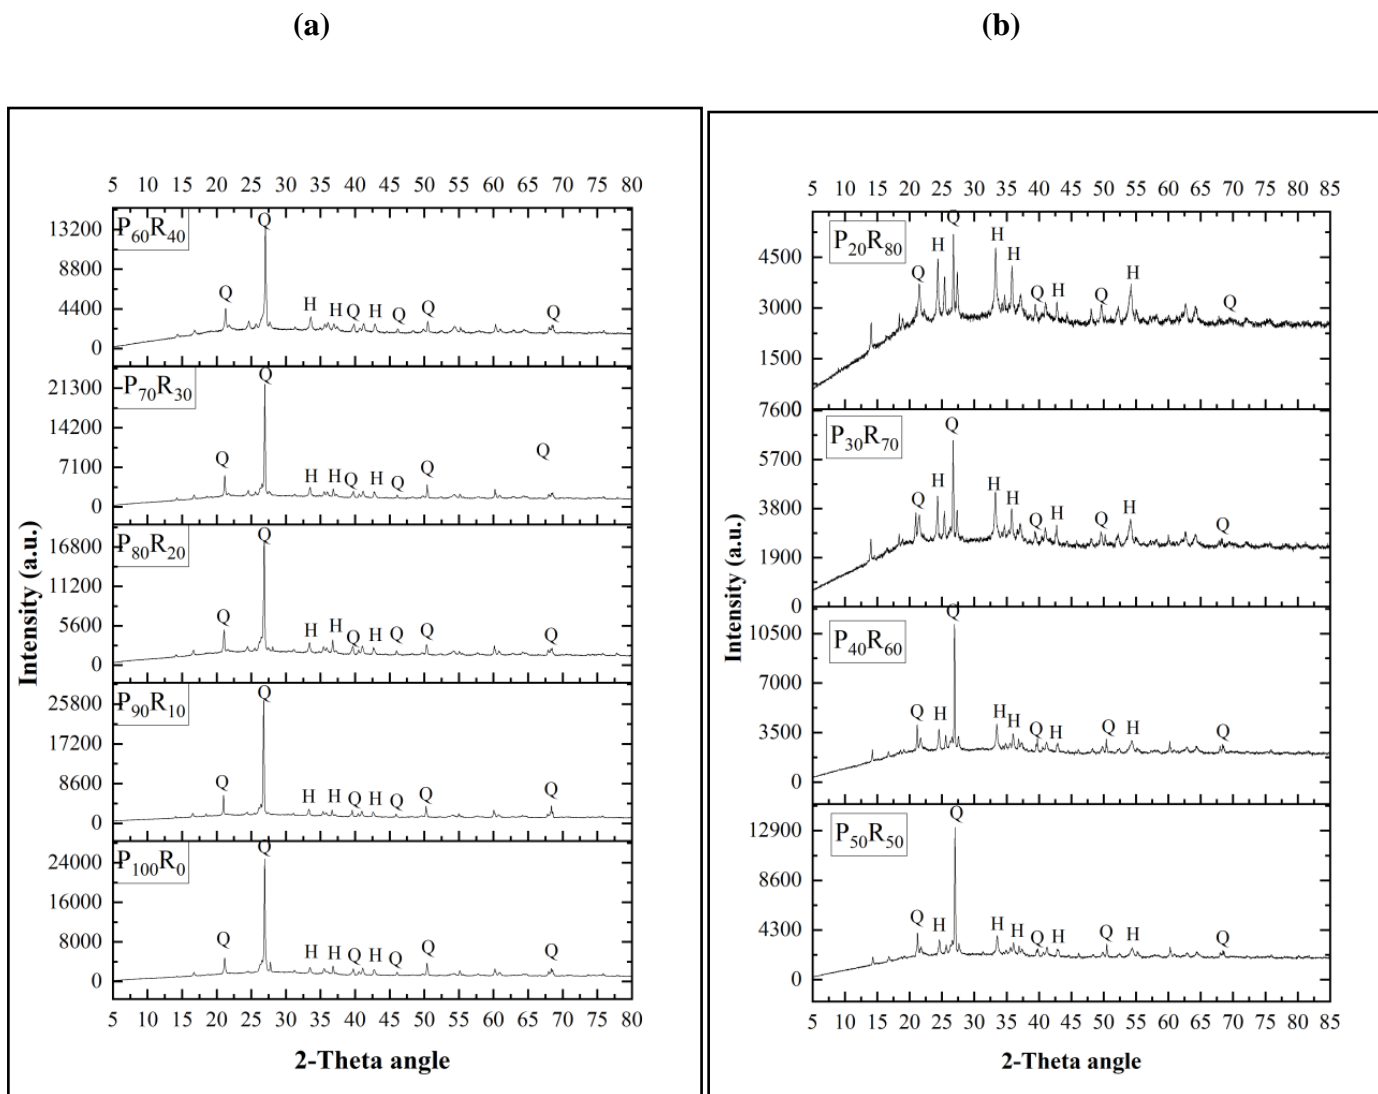 (a)
(b)
5 10 15 20 25 30 35 40 45 50 55 60 65 70 75 80
P60R40
13200
8800
4400
0
Q Q H H Q H Q Q Q
P70R30
21300
14200
7100
0
Q Q H H Q H Q Q Q
P80R20
16800
11200
5600
0
Q Q H H Q H Q Q Q
P90R10
25800
17200
8600
0
Q Q H H Q H Q Q Q
P100R0
24000
16000
8000
0
Q Q H H Q H Q Q Q
5 10 15 20 25 30 35 40 45 50 55 60 65 70 75 80
2-Theta angle
Intensity (a.u.)
5 10 15 20 25 30 35 40 45 50 55 60 65 70 75 80 85
P20R80
4500
3000
1500
0
Q H Q H H Q H Q H Q
P30R70
7600
5700
3800
1900
0
Q H Q H H Q H Q H Q
P40R60
10500
7000
3500
0
Q H Q H H Q H Q H Q
P50R50
12900
8600
4300
0
Q H Q H H Q H Q H Q
5 10 15 20 25 30 35 40 45 50 55 60 65 70 75 80 85
2-Theta angle
Intensity (a.u.)